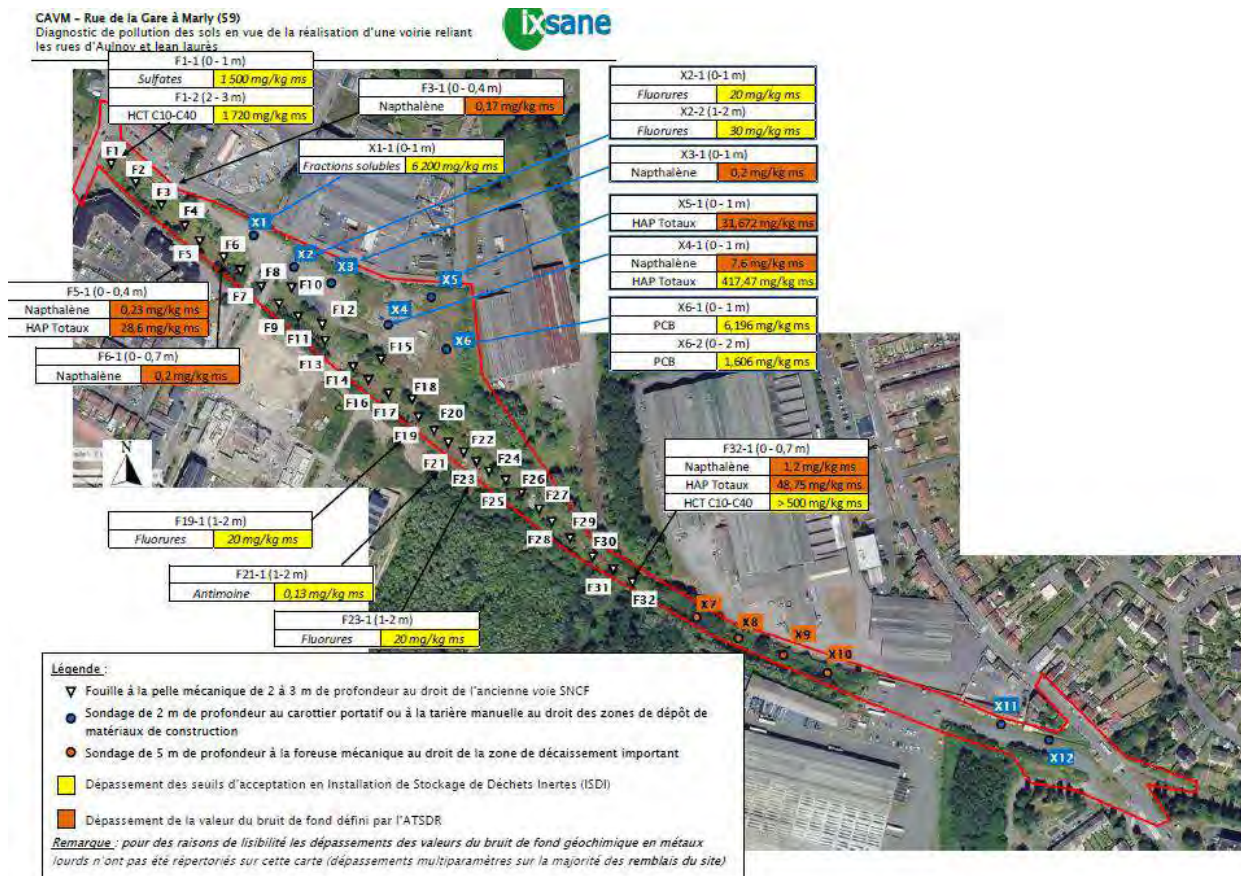 CAVM – Rue de la Gare à Marly (59)
Diagnostic de pollution des sols en vue de la réalisation d'une voirie reliant
les rues d'Aulnoy et Jean Jaurès
ixsane
F1-1 (0 - 1 m)
Sulfates 1 500 mg/kg ms
F1-2 (2 - 3 m)
HCT C10-C40 1 720 mg/kg ms
F3-1 (0 - 0,4 m)
Napthalène 0,17 mg/kg ms
X1-1 (0-1 m)
Fractions solubles 6 200 mg/kg ms
X2-1 (0-1 m)
Fluorures 20 mg/kg ms
X2-2 (1-2 m)
Fluorures 30 mg/kg ms
X3-1 (0-1 m)
Napthalène 0,2 mg/kg ms
X5-1 (0 - 1 m)
HAP Totaux 31,672 mg/kg ms
X4-1 (0 - 1 m)
Napthalène 7,6 mg/kg ms
HAP Totaux 417,47 mg/kg ms
X6-1 (0 - 1 m)
PCB 6,196 mg/kg ms
X6-2 (0 - 2 m)
PCB 1,606 mg/kg ms
F5-1 (0 - 0,4 m)
Napthalène 0,23 mg/kg ms
HAP Totaux 28,6 mg/kg ms
F6-1 (0 - 0,7 m)
Napthalène 0,2 mg/kg ms
F1
F2
F3
F4
F5
F6
F7
F8
F9
F10
F11
F12
F13
F14
F15
F16
F17
F18
F19
F20
F21
F22
F23
F24
F25
F26
F27
F28
F29
F30
F31
F32
X1
X2
X3
X4
X5
X6
X7
X8
X9
X10
X11
X12
N
F32-1 (0 - 0,7 m)
Napthalène 1,2 mg/kg ms
HAP Totaux 48,75 mg/kg ms
HCT C10-C40 > 500 mg/kg ms
F19-1 (1-2 m)
Fluorures 20 mg/kg ms
F21-1 (1-2 m)
Antimoine 0,13 mg/kg ms
F23-1 (1-2 m)
Fluorures 20 mg/kg ms
Légende :
Fouille à la pelle mécanique de 2 à 3 m de profondeur au droit de l'ancienne voie SNCF
Sondage de 2 m de profondeur au carottier portatif ou à la tarière manuelle au droit des zones de dépôt de
matériaux de construction
Sondage de 5 m de profondeur à la foreuse mécanique au droit de la zone de décaissement important
Dépassement des seuils d'acceptation en Installation de Stockage de Déchets Inertes (ISDI)
Dépassement de la valeur du bruit de fond défini par l'ATSDR
Remarque : pour des raisons de lisibilité les dépassements des valeurs du bruit de fond géochimique en métaux
lourds n'ont pas été répertoriés sur cette carte (dépassements multiparamètres sur la majorité des remblais du site)